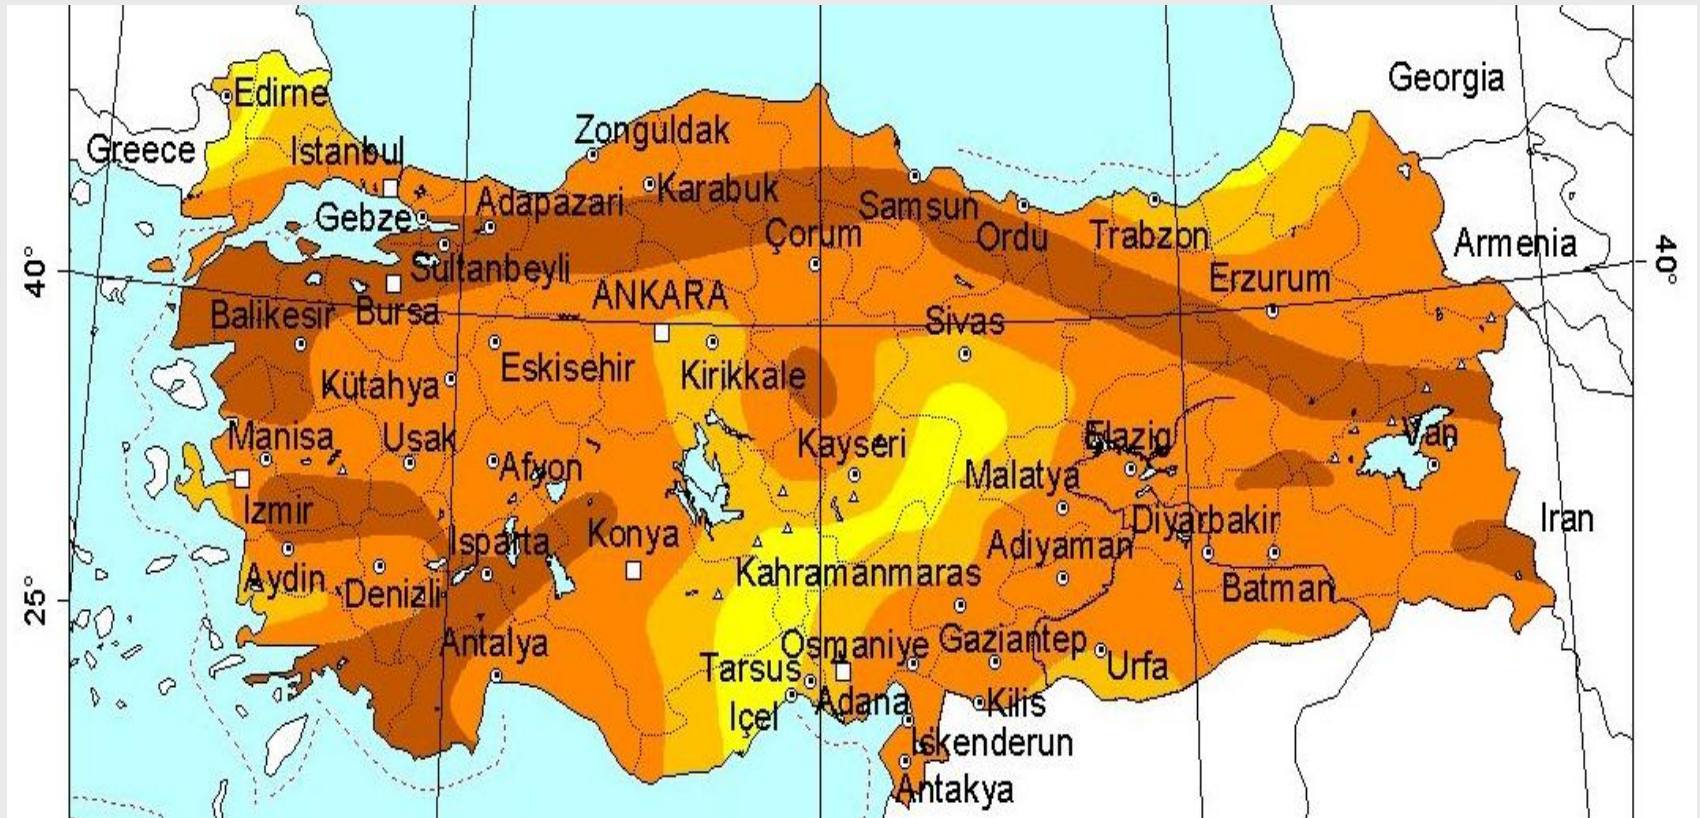 Georgia
Edirne
Zonguldak
Greece
Istanbul
Karabuk
Adapazari
Samsun
Gebze
Çorum
Ordu
Trabzon
Armenia
40°
40°
Sultanbeyli
Erzurum
ANKARA
Balikesir
Bursa
Sivas
Eskisehir
Kirikkale
Kütahya
Manisa
Usak
Kayseri
Elazig
Van
Afyon
Malatya
Izmir
Konya
Diyarbakir
Iran
Isparta
Adiyaman
Aydin
Denizli
Kahramanmaras
Batman
25°
Antalya
Osmaniye
Gaziantep
Tarsus
Urfa
Içel
Adana
Kilis
Iskenderun
Antakya